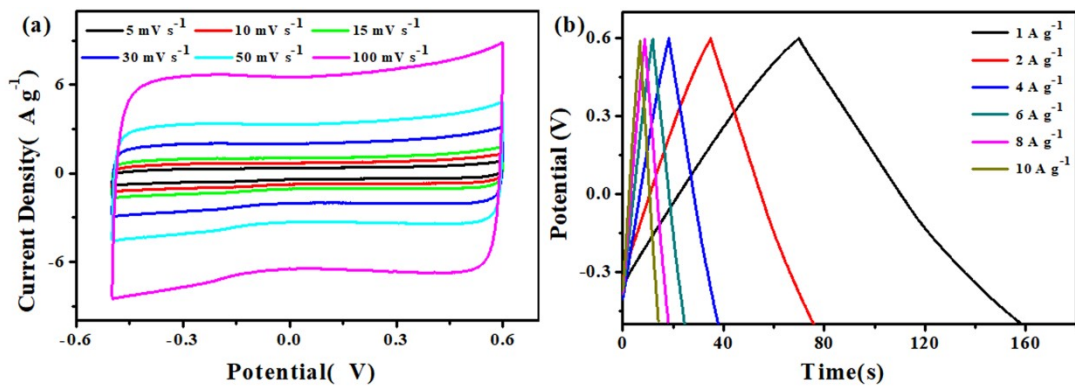 (a)
5 mV s⁻¹ 10 mV s⁻¹ 15 mV s⁻¹
30 mV s⁻¹ 50 mV s⁻¹ 100 mV s⁻¹
Current Density( A g⁻¹)
6
3
0
-3
-6
-0.6 -0.3 0.0 0.3 0.6
Potential( V)
(b)
1 A g⁻¹
2 A g⁻¹
4 A g⁻¹
6 A g⁻¹
8 A g⁻¹
10 A g⁻¹
Potential (V)
0.6
0.3
0.0
-0.3
0 40 80 120 160
Time(s)